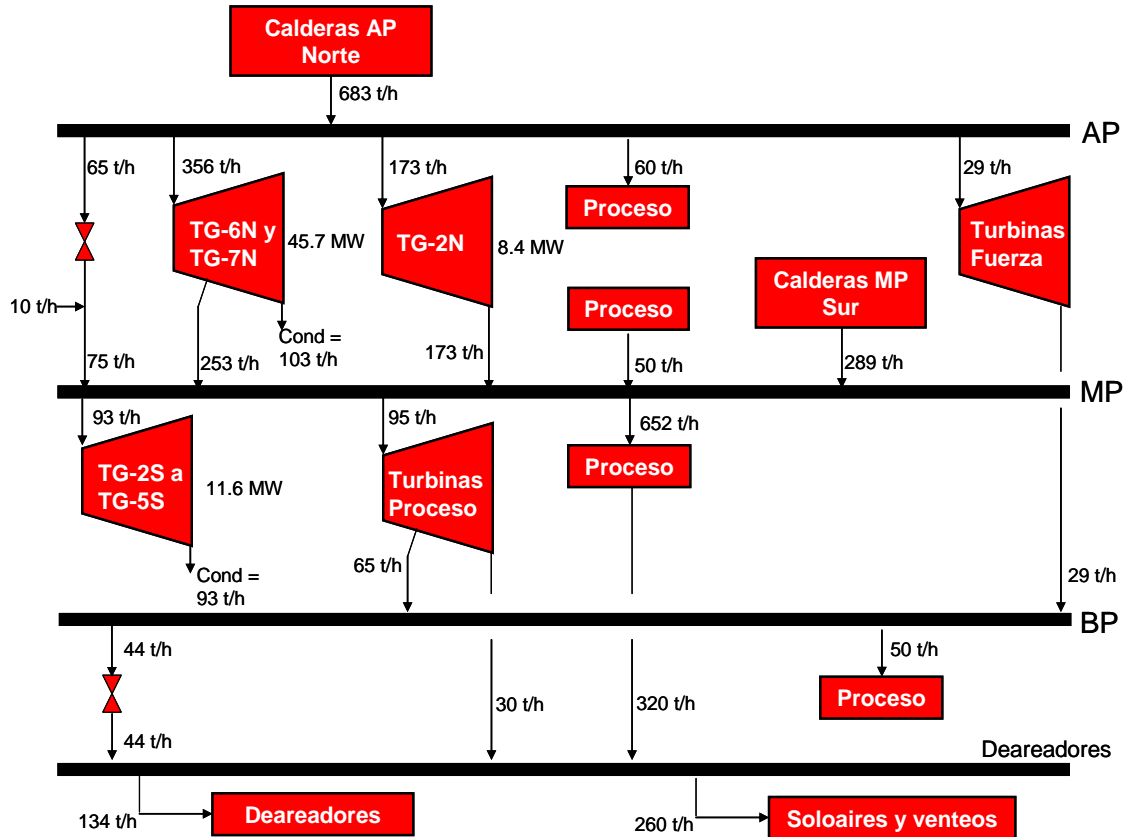 Calderas AP
Norte
683 t/h
AP
65 t/h
356 t/h
173 t/h
60 t/h
29 t/h
Proceso
TG-6N y
TG-7N
45.7 MW
TG-2N
8.4 MW
Turbinas
Fuerza
Calderas MP
Sur
Proceso
10 t/h
Cond =
103 t/h
75 t/h
253 t/h
173 t/h
50 t/h
289 t/h
MP
93 t/h
95 t/h
652 t/h
TG-2S a
TG-5S
11.6 MW
Turbinas
Proceso
Proceso
Cond =
93 t/h
65 t/h
29 t/h
BP
44 t/h
50 t/h
30 t/h
320 t/h
Proceso
44 t/h
Deareadores
134 t/h
Deareadores
260 t/h
Soloaires y venteos